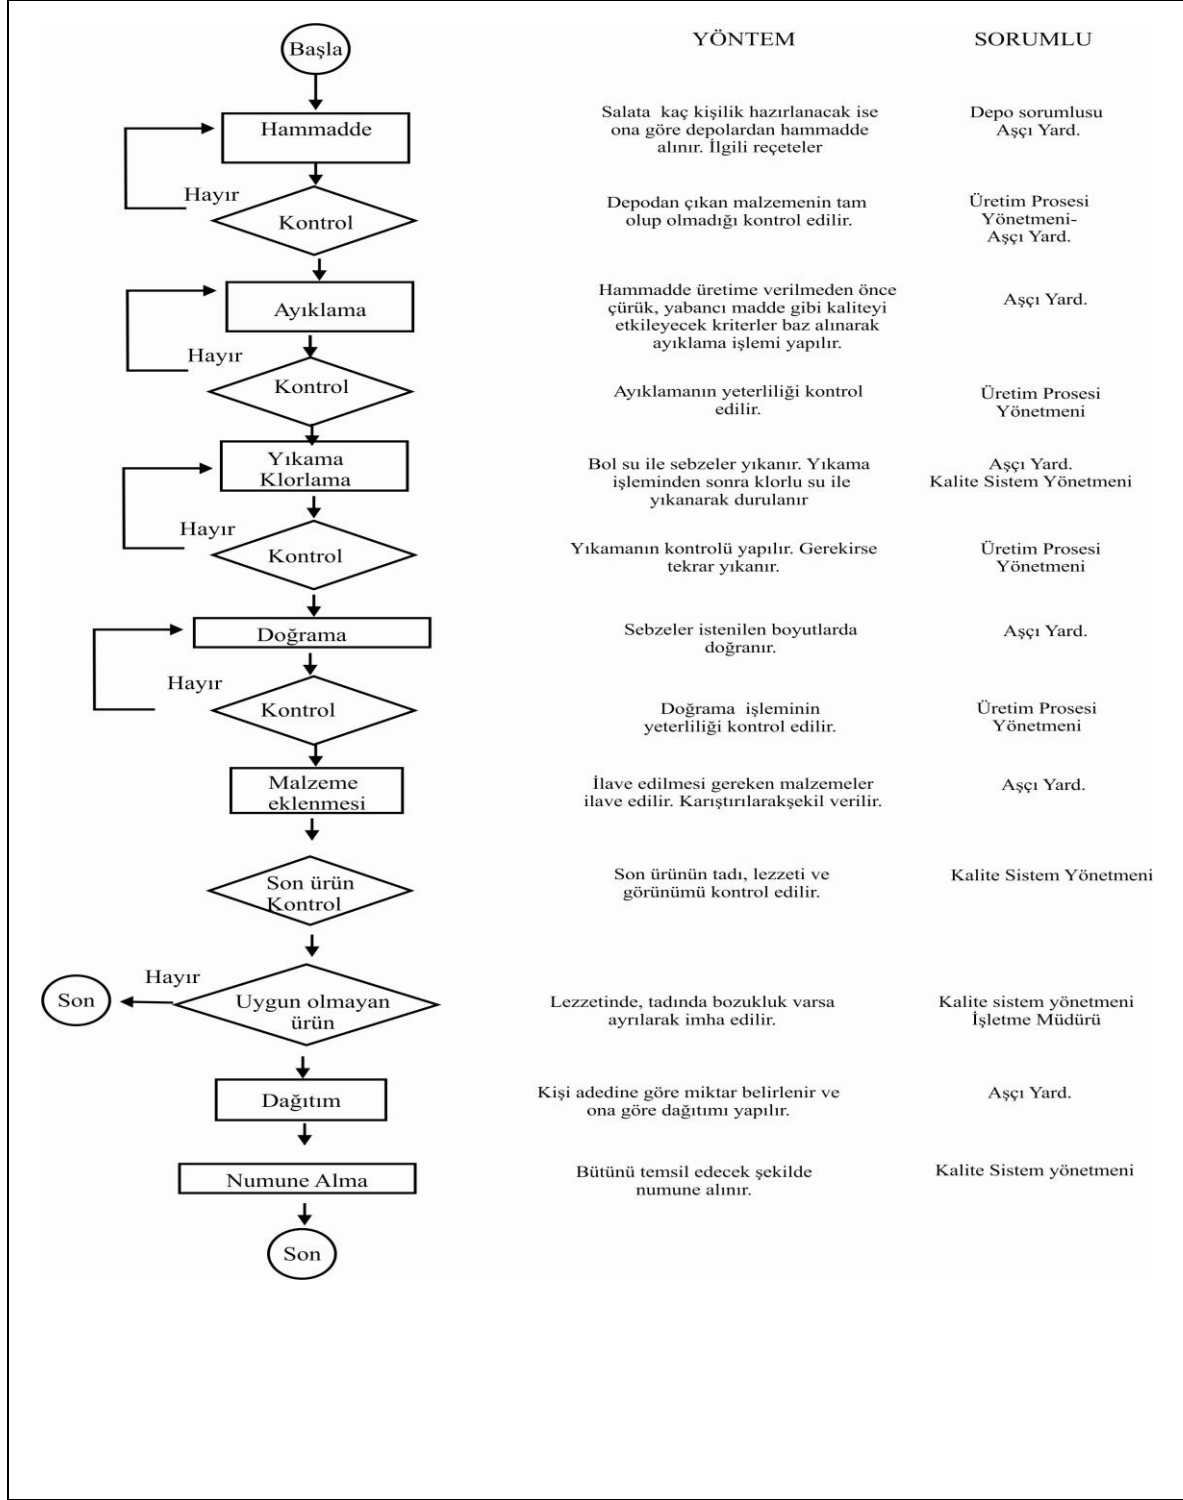 Başla
YÖNTEM
SORUMLU
Hammadde
Salata kaç kişilik hazırlanacak ise
ona göre depolardan hammadde
alınır. İlgili reçeteler
Depo sorumlusu
Aşçı Yard.
Hayır
Kontrol
Depodan çıkan malzemenin tam
olup olmadığı kontrol edilir.
Üretim Prosesi
Yönetmeni-
Aşçı Yard.
Ayıklama
Hammadde üretime verilmeden önce
çürük, yabancı madde gibi kaliteyi
etkileyecek kriterler baz alınarak
ayıklama işlemi yapılır.
Aşçı Yard.
Hayır
Kontrol
Ayıklamanın yeterliliği kontrol
edilir.
Üretim Prosesi
Yönetmeni
Yıkama
Klorlama
Bol su ile sebzeler yıkanır. Yıkama
işleminden sonra klorlu su ile
yıkanarak durulanır
Aşçı Yard.
Kalite Sistem Yönetmeni
Hayır
Kontrol
Yıkamanın kontrolü yapılır. Gerekirse
tekrar yıkanır.
Üretim Prosesi
Yönetmeni
Doğrama
Sebzeler istenilen boyutlarda
doğranır.
Aşçı Yard.
Hayır
Kontrol
Doğrama işleminin
yeterliliği kontrol edilir.
Üretim Prosesi
Yönetmeni
Malzeme
eklenmesi
İlave edilmesi gereken malzemeler
ilave edilir. Karıştırılarakşekil verilir.
Aşçı Yard.
Son ürün
Kontrol
Son ürünün tadı, lezzeti ve
görünümü kontrol edilir.
Kalite Sistem Yönetmeni
Hayır
Son
Uygun olmayan
ürün
Lezzetinde, tadında bozukluk varsa
ayrılarak imha edilir.
Kalite sistem yönetmeni
İşletme Müdürü
Dağıtım
Kişi adedine göre miktar belirlenir ve
ona göre dağıtımı yapılır.
Aşçı Yard.
Numune Alma
Bütünü temsil edecek şekilde
numune alınır.
Kalite Sistem yönetmeni
Son